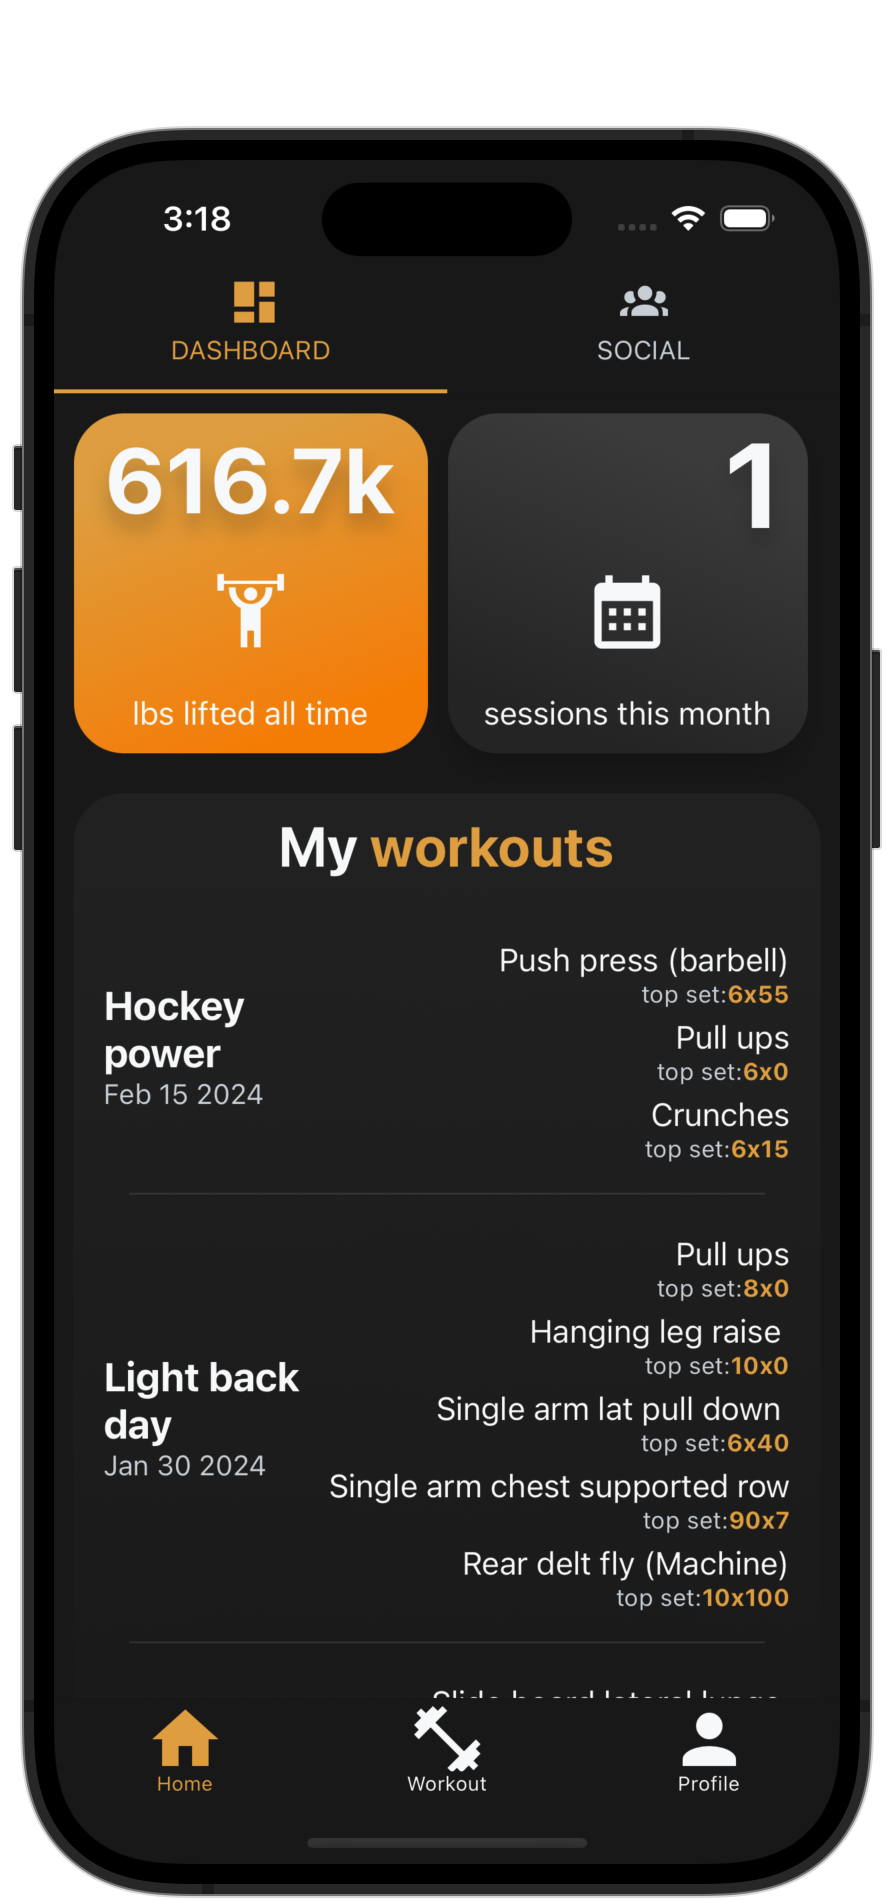 3:18
DASHBOARD
SOCIAL
616.7k
lbs lifted all time
1
sessions this month
My workouts
Hockey
power
Feb 15 2024
Push press (barbell)
top set:6x55
Pull ups
top set:6x0
Crunches
top set:6x15
Light back
day
Jan 30 2024
Pull ups
top set:8x0
Hanging leg raise
top set:10x0
Single arm lat pull down
top set:6x40
Single arm chest supported row
top set:90x7
Rear delt fly (Machine)
top set:10x100
Slide board lateral lunge
Home
Workout
Profile